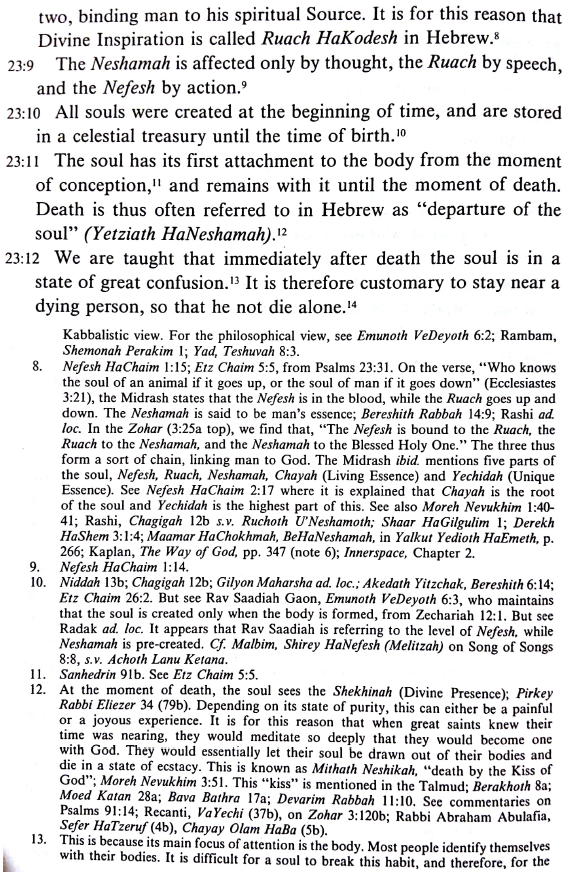 two, binding man to his spiritual Source. It is for this reason that
Divine Inspiration is called Ruach HaKodesh in Hebrew.⁸
23:9 The Neshamah is affected only by thought, the Ruach by speech,
and the Nefesh by action.⁹
23:10 All souls were created at the beginning of time, and are stored
in a celestial treasury until the time of birth.¹⁰
23:11 The soul has its first attachment to the body from the moment
of conception,¹¹ and remains with it until the moment of death.
Death is thus often referred to in Hebrew as “departure of the
soul” (Yetziath HaNeshamah).¹²
23:12 We are taught that immediately after death the soul is in a
state of great confusion.¹³ It is therefore customary to stay near a
dying person, so that he not die alone.¹⁴
Kabbalistic view. For the philosophical view, see Emunoth VeDeyoth 6:2; Rambam,
Shemonah Perakim 1; Yad, Teshuvah 8:3.
8. Nefesh HaChaim 1:15; Etz Chaim 5:5, from Psalms 23:31. On the verse, “Who knows
the soul of an animal if it goes up, or the soul of man if it goes down” (Ecclesiastes
3:21), the Midrash states that the Nefesh is in the blood, while the Ruach goes up and
down. The Neshamah is said to be man’s essence; Bereshith Rabbah 14:9; Rashi ad.
loc. In the Zohar (3:25a top), we find that, “The Nefesh is bound to the Ruach, the
Ruach to the Neshamah, and the Neshamah to the Blessed Holy One.” The three thus
form a sort of chain, linking man to God. The Midrash ibid. mentions five parts of
the soul, Nefesh, Ruach, Neshamah, Chayah (Living Essence) and Yechidah (Unique
Essence). See Nefesh HaChaim 2:17 where it is explained that Chayah is the root
of the soul and Yechidah is the highest part of this. See also Moreh Nevukhim 1:40-
41; Rashi, Chagigah 12b s.v. Ruchoth U’Neshamoth; Shaar HaGilgulim 1; Derekh
HaShem 3:1:4; Maamar HaChokhmah, BeHaNeshamah, in Yalkut Yedioth HaEmeth, p.
266; Kaplan, The Way of God, pp. 347 (note 6); Innerspace, Chapter 2.
9. Nefesh HaChaim 1:14.
10. Niddah 13b; Chagigah 12b; Gilyon Maharsha ad. loc.; Akedath Yitzchak, Bereshith 6:14;
Etz Chaim 26:2. But see Rav Saadiah Gaon, Emunoth VeDeyoth 6:3, who maintains
that the soul is created only when the body is formed, from Zechariah 12:1. But see
Radak ad. loc. It appears that Rav Saadiah is referring to the level of Nefesh, while
Neshamah is pre-created. Cf. Malbim, Shirey HaNefesh (Melitzah) on Song of Songs
8:8, s.v. Achoth Lanu Ketana.
11. Sanhedrin 91b. See Etz Chaim 5:5.
12. At the moment of death, the soul sees the Shekhinah (Divine Presence); Pirkey
Rabbi Eliezer 34 (79b). Depending on its state of purity, this can either be a painful
or a joyous experience. It is for this reason that when great saints knew their
time was nearing, they would meditate so deeply that they would become one
with God. They would essentially let their soul be drawn out of their bodies and
die in a state of ecstacy. This is known as Mithath Neshikah, “death by the Kiss of
God”; Moreh Nevukhim 3:51. This “kiss” is mentioned in the Talmud; Berakhoth 8a;
Moed Katan 28a; Bava Bathra 17a; Devarim Rabbah 11:10. See commentaries on
Psalms 91:14; Recanti, VaYechi (37b), on Zohar 3:120b; Rabbi Abraham Abulafia,
Sefer HaTzeruf (4b), Chayay Olam HaBa (5b).
13. This is because its main focus of attention is the body. Most people identify themselves
with their bodies. It is difficult for a soul to break this habit, and therefore, for the